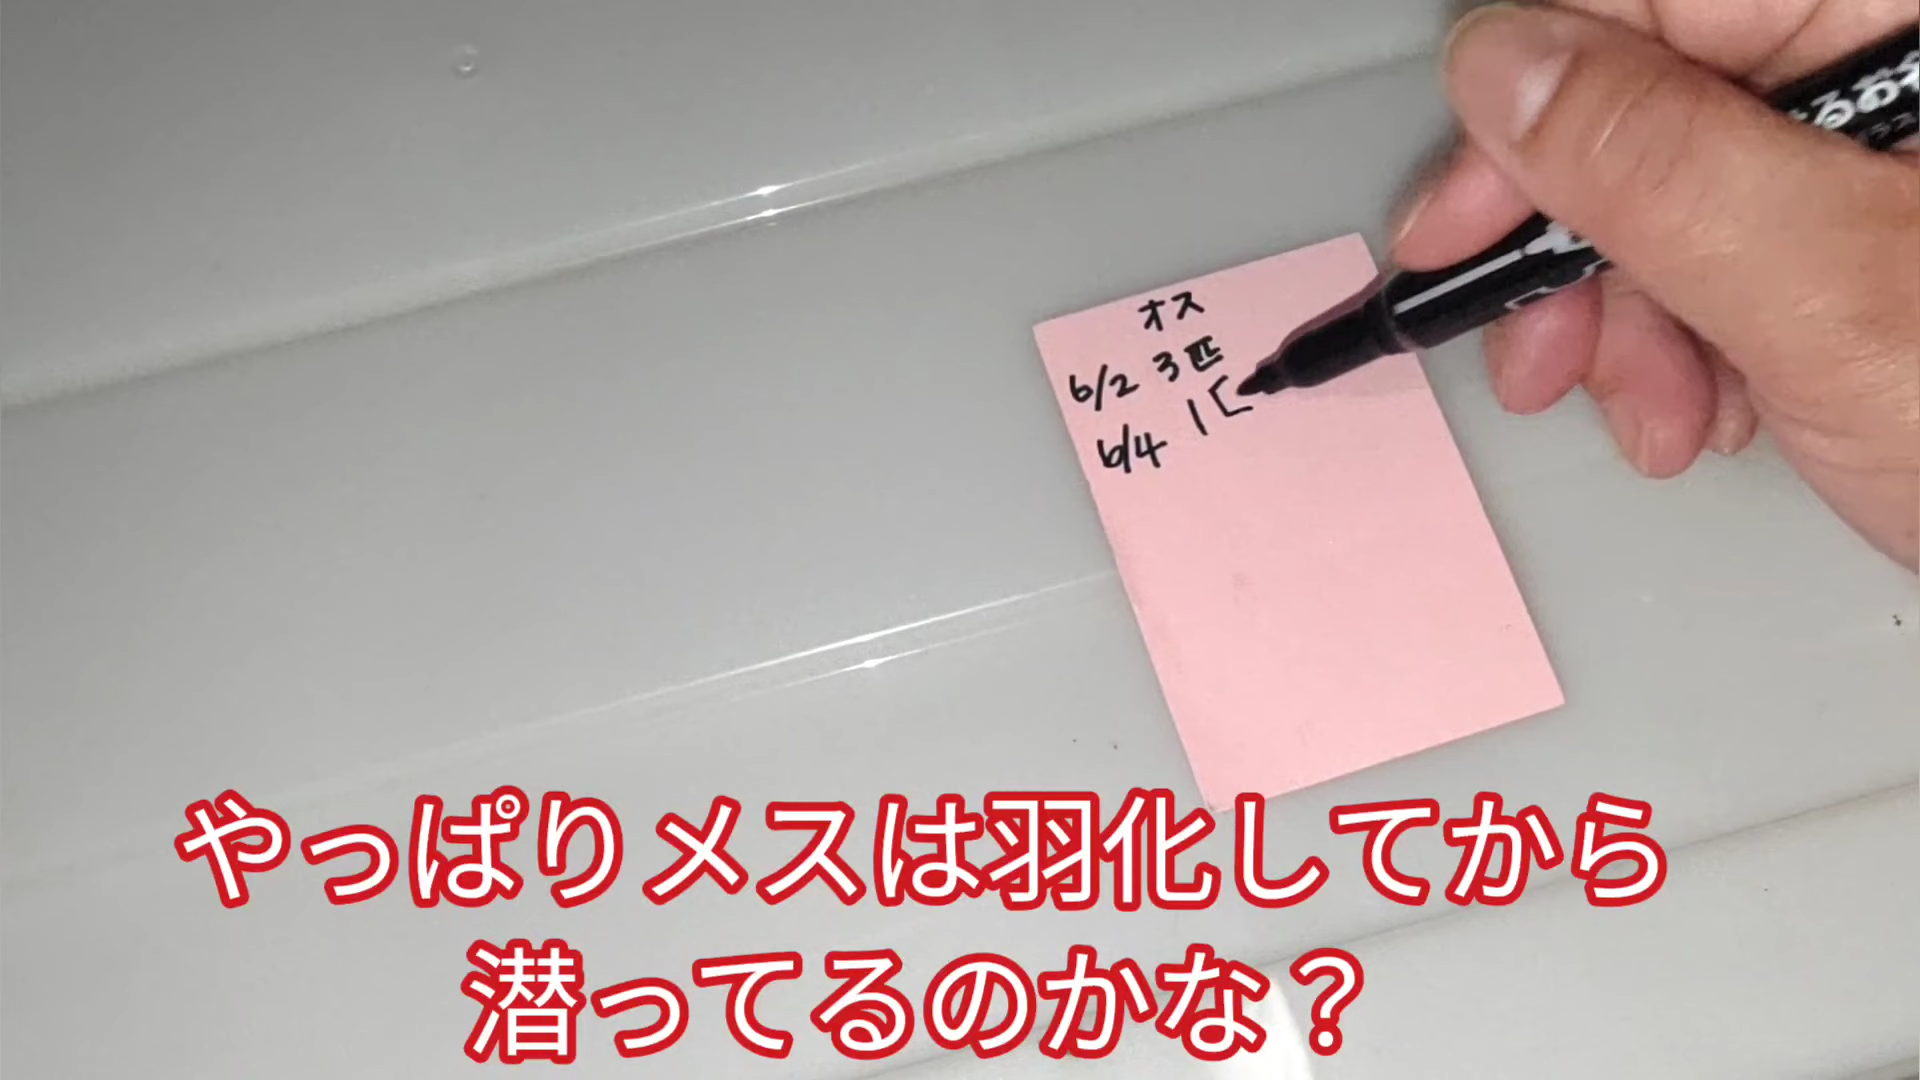 オス
6/2 3匹
6/4 1
やっぱりメスは羽化してから
潜ってるのかな？